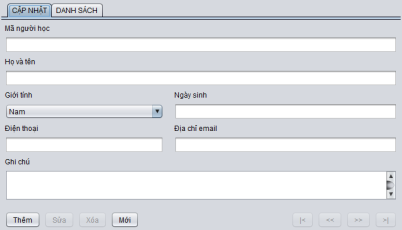 CẬP NHẬT DANH SÁCH
Mã người học
Họ và tên
Giới tính Ngày sinh
Nam
Điện thoại Địa chỉ email
Ghi chú
Thêm Sửa Xóa Mới |< << >> >|